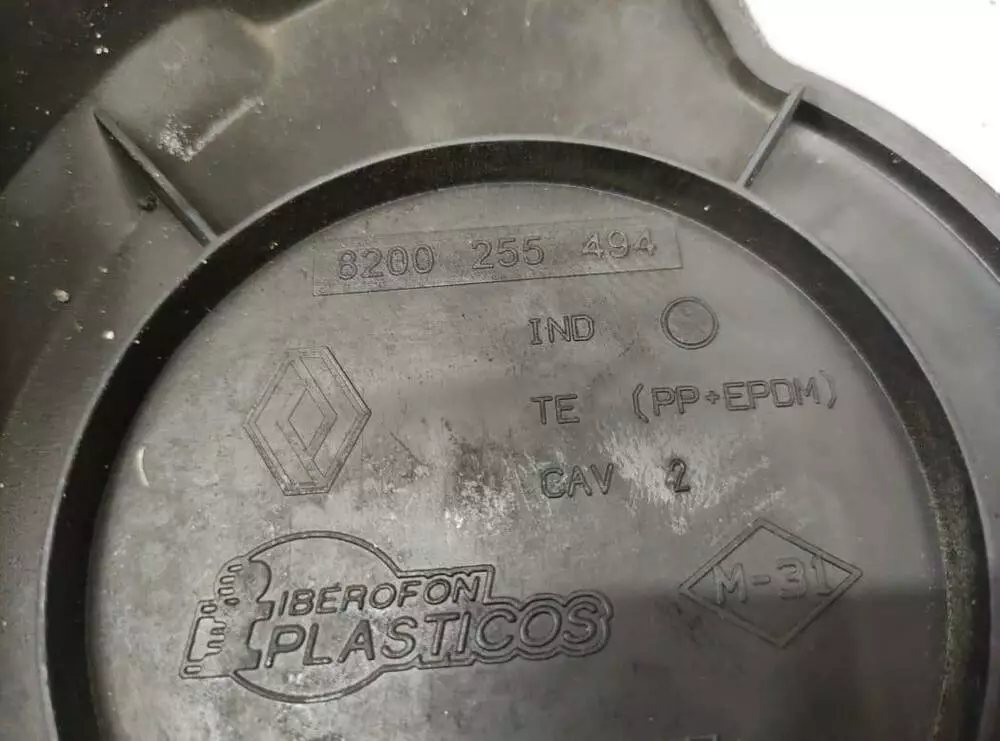 8200 255 494
IND
TE (PP+EPDM)
CAV 2
M-31
IBEROFON
PLASTICOS